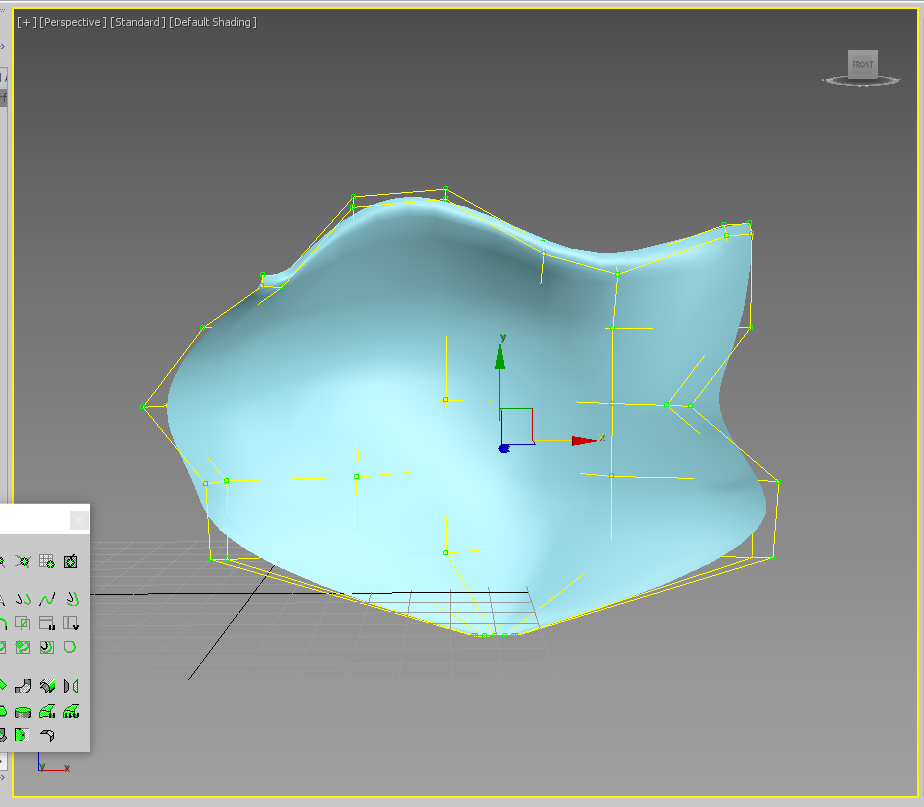 [+] [Perspective ] [Standard ] [Default Shading ]
FRONT
y
x
y
x